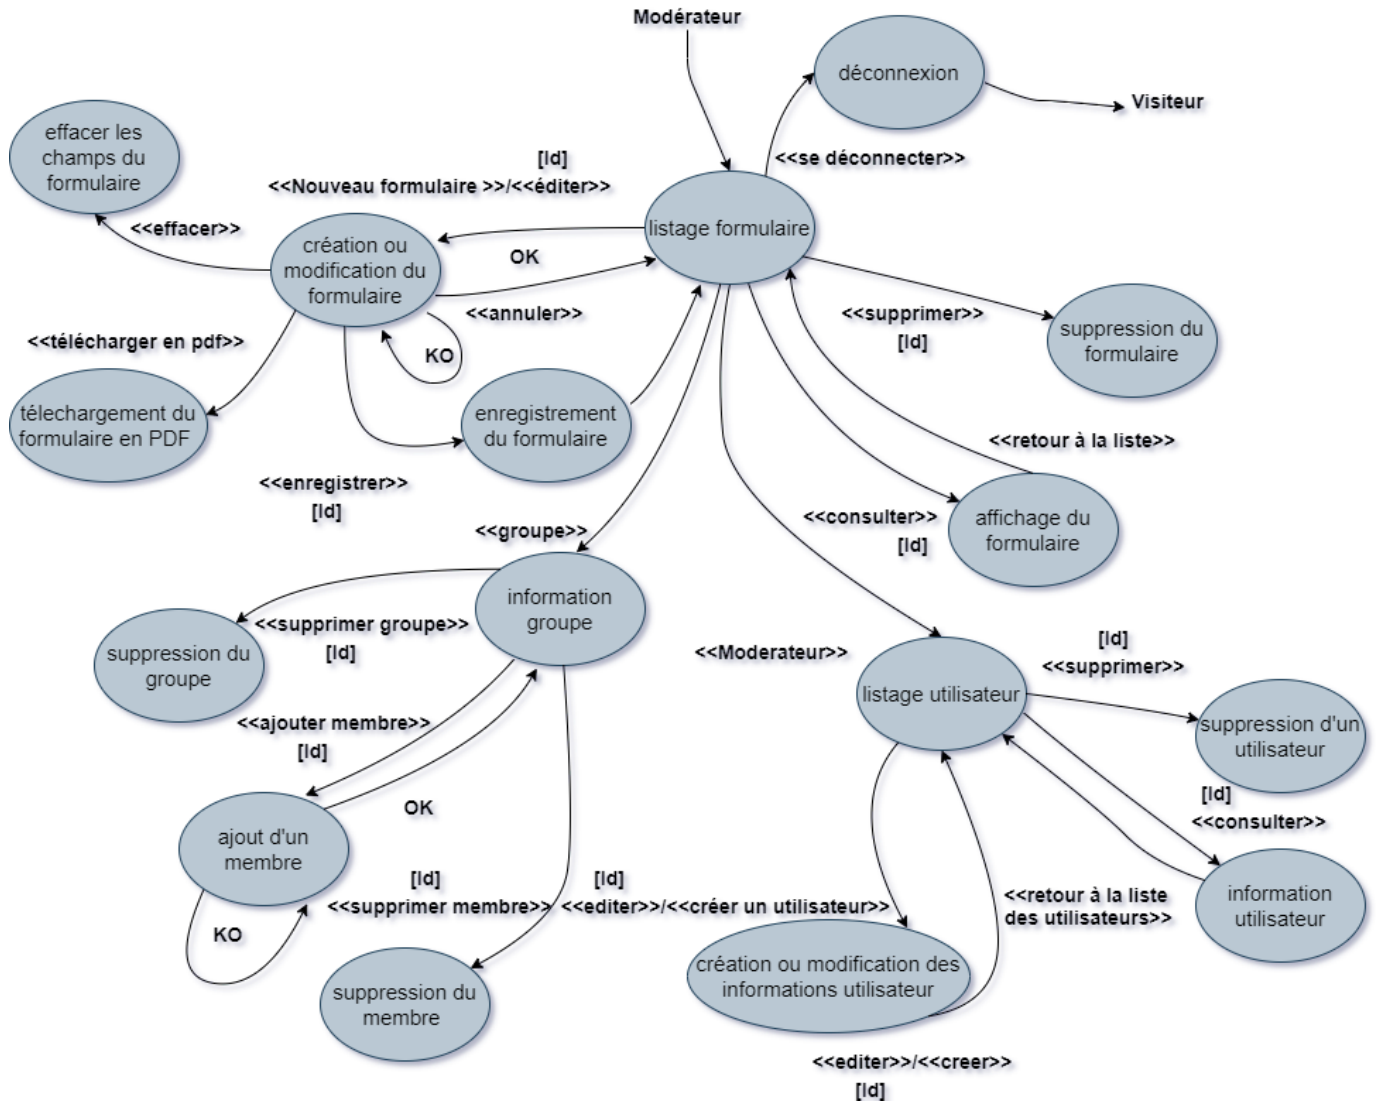 Modérateur
déconnexion
Visiteur
<<se déconnecter>>
effacer les
champs du
formulaire
[Id]
<<Nouveau formulaire >>/<<éditer>>
<<effacer>>
listage formulaire
création ou
modification du
formulaire
OK
<<annuler>>
<<supprimer>>
[Id]
suppression du
formulaire
<<télécharger en pdf>>
KO
télechargement du
formulaire en PDF
enregistrement
du formulaire
<<retour à la liste>>
<<enregistrer>>
[Id]
<<groupe>>
<<consulter>>
[Id]
affichage du
formulaire
information
groupe
<<supprimer groupe>>
[Id]
suppression du
groupe
<<Moderateur>>
[Id]
<<supprimer>>
listage utilisateur
suppression d'un
utilisateur
<<ajouter membre>>
[Id]
OK
[Id]
<<consulter>>
ajout d'un
membre
[Id]
<<supprimer membre>>
[Id]
<<editer>>/<<créer un utilisateur>>
<<retour à la liste
des utilisateurs>>
information
utilisateur
KO
suppression du
membre
création ou modification des
informations utilisateur
<<editer>>/<<creer>>
[Id]